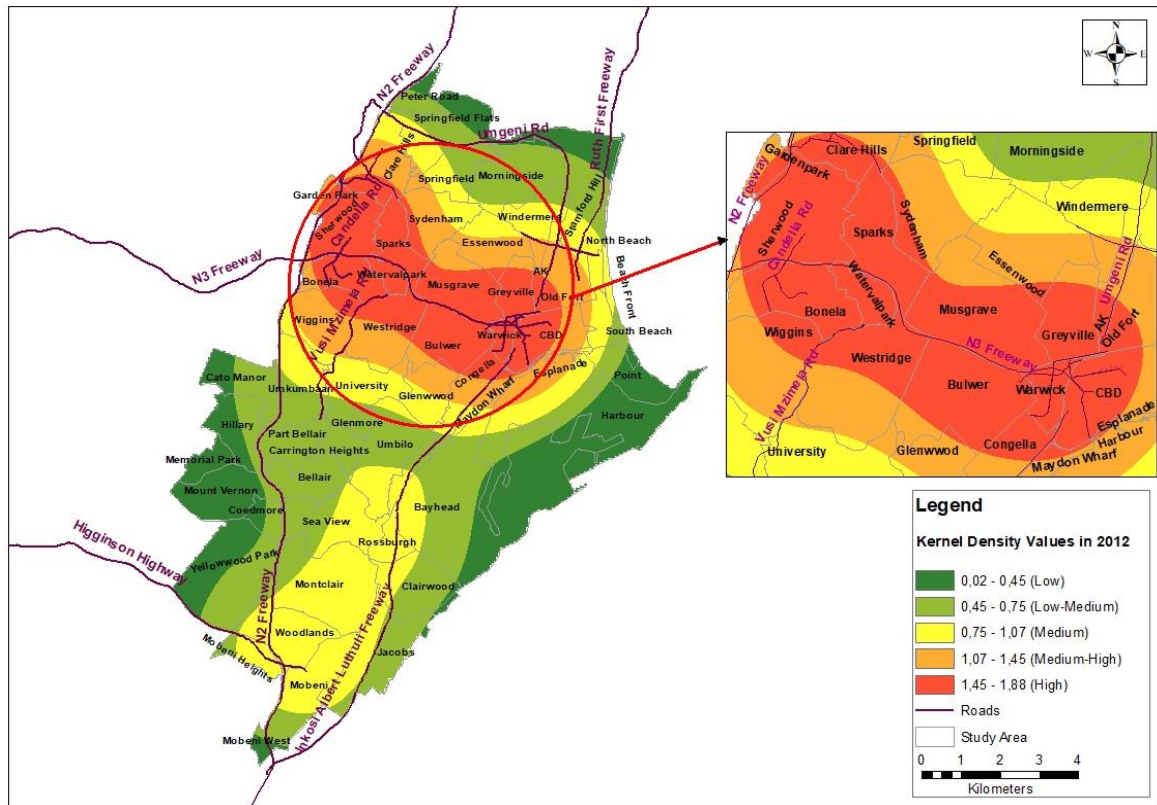 N
W E
S
N2 Freeway
Peter Road
Springfield Flats
Umgeni Rd
Ruth First Freeway
Clare Hills
Springfield
Morningside
Garden Park
Sherwood
Candella Rd
Sydenham
Windermere
Stamford Hill
Sparks
Essenwood
North Beach
N3 Freeway
Bonela
Watervalpark
Musgrave
Greyville
AK
Old Fort
Beach Front
Wiggins
Vusi Mzimela Rd
Westridge
Bulwer
Warwick
CBD
South Beach
Congella
Esplanade
Cato Manor
Umkumbaan
University
Glenwwod
Maydon Wharf
Point
Harbour
Hillary
Glenmore
Part Bellair
Carrington Heights
Umbilo
Memorial Park
Bellair
Mount Vernon
Coedmore
Sea View
Bayhead
Rossburgh
Higginson Highway
Yellowwood Park
Montclair
Clairwood
N2 Freeway
Woodlands
Inkosi Albert Luthuli Freeway
Mobeni Heights
Jacobs
Mobeni
Mobeni West
Gardenpark
Clare Hills
Springfield
Morningside
N2 Freeway
Sherwood
Candella Rd
Sparks
Sydenham
Windermere
Essenwood
Umgeni Rd
Watervalpark
Bonela
Musgrave
Greyville
AK
Old Fort
Wiggins
Westridge
N3 Freeway
Vusi Mzimela Rd
Bulwer
Warwick
CBD
University
Glenwwod
Congella
Esplanade
Harbour
Maydon Wharf
Legend
Kernel Density Values in 2012
0,02 - 0,45 (Low)
0,45 - 0,75 (Low-Medium)
0,75 - 1,07 (Medium)
1,07 - 1,45 (Medium-High)
1,45 - 1,88 (High)
Roads
Study Area
0 1 2 3 4
Kilometers